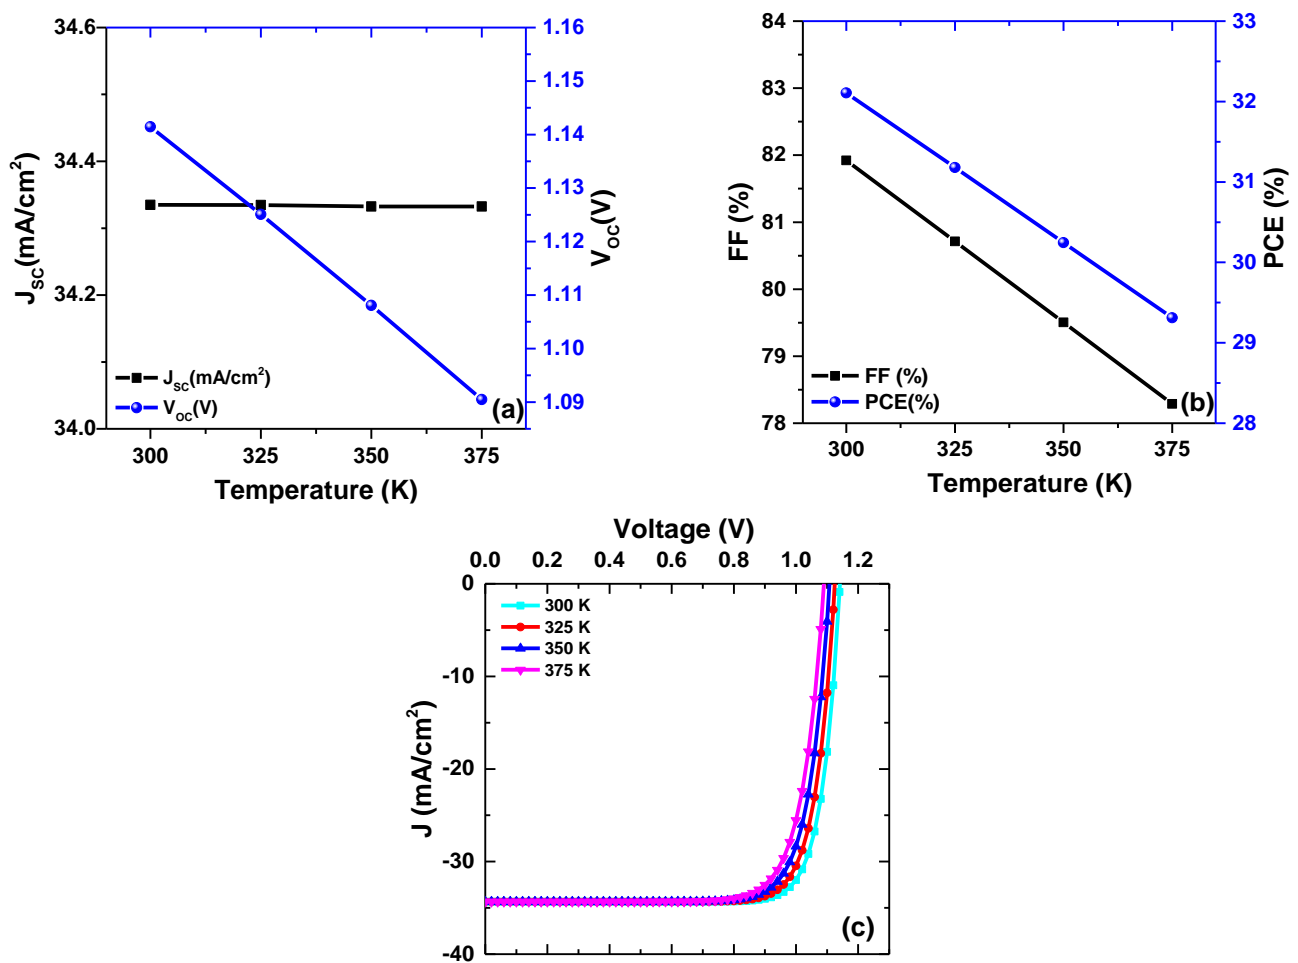 34.6
34.4
34.2
34.0
J_SC(mA/cm²)
1.16
1.15
1.14
1.13
1.12
1.11
1.10
1.09
V_OC(V)
J_SC(mA/cm²)
V_OC(V)
(a)
300 325 350 375
Temperature (K)
84
83
82
81
80
79
78
FF (%)
33
32
31
30
29
28
PCE (%)
FF (%)
PCE(%)
(b)
300 325 350 375
Temperature (K)
Voltage (V)
0.0 0.2 0.4 0.6 0.8 1.0 1.2
0
-10
-20
-30
-40
J (mA/cm²)
300 K
325 K
350 K
375 K
(c)